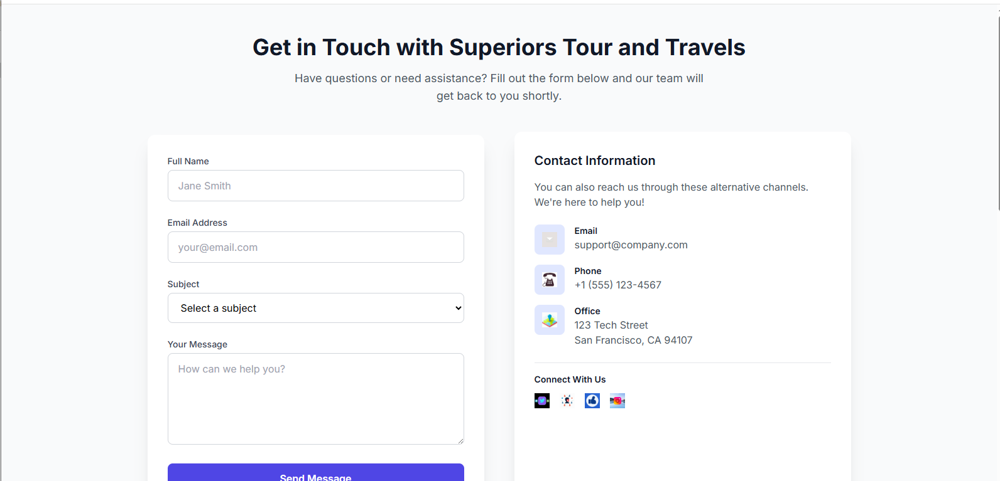 Get in Touch with Superiors Tour and Travels
Have questions or need assistance? Fill out the form below and our team will
get back to you shortly.
Full Name
Jane Smith
Email Address
your@email.com
Subject
Select a subject
Your Message
How can we help you?
Send Message
Contact Information
You can also reach us through these alternative channels.
We're here to help you!
Email
support@company.com
Phone
+1 (555) 123-4567
Office
123 Tech Street
San Francisco, CA 94107
Connect With Us